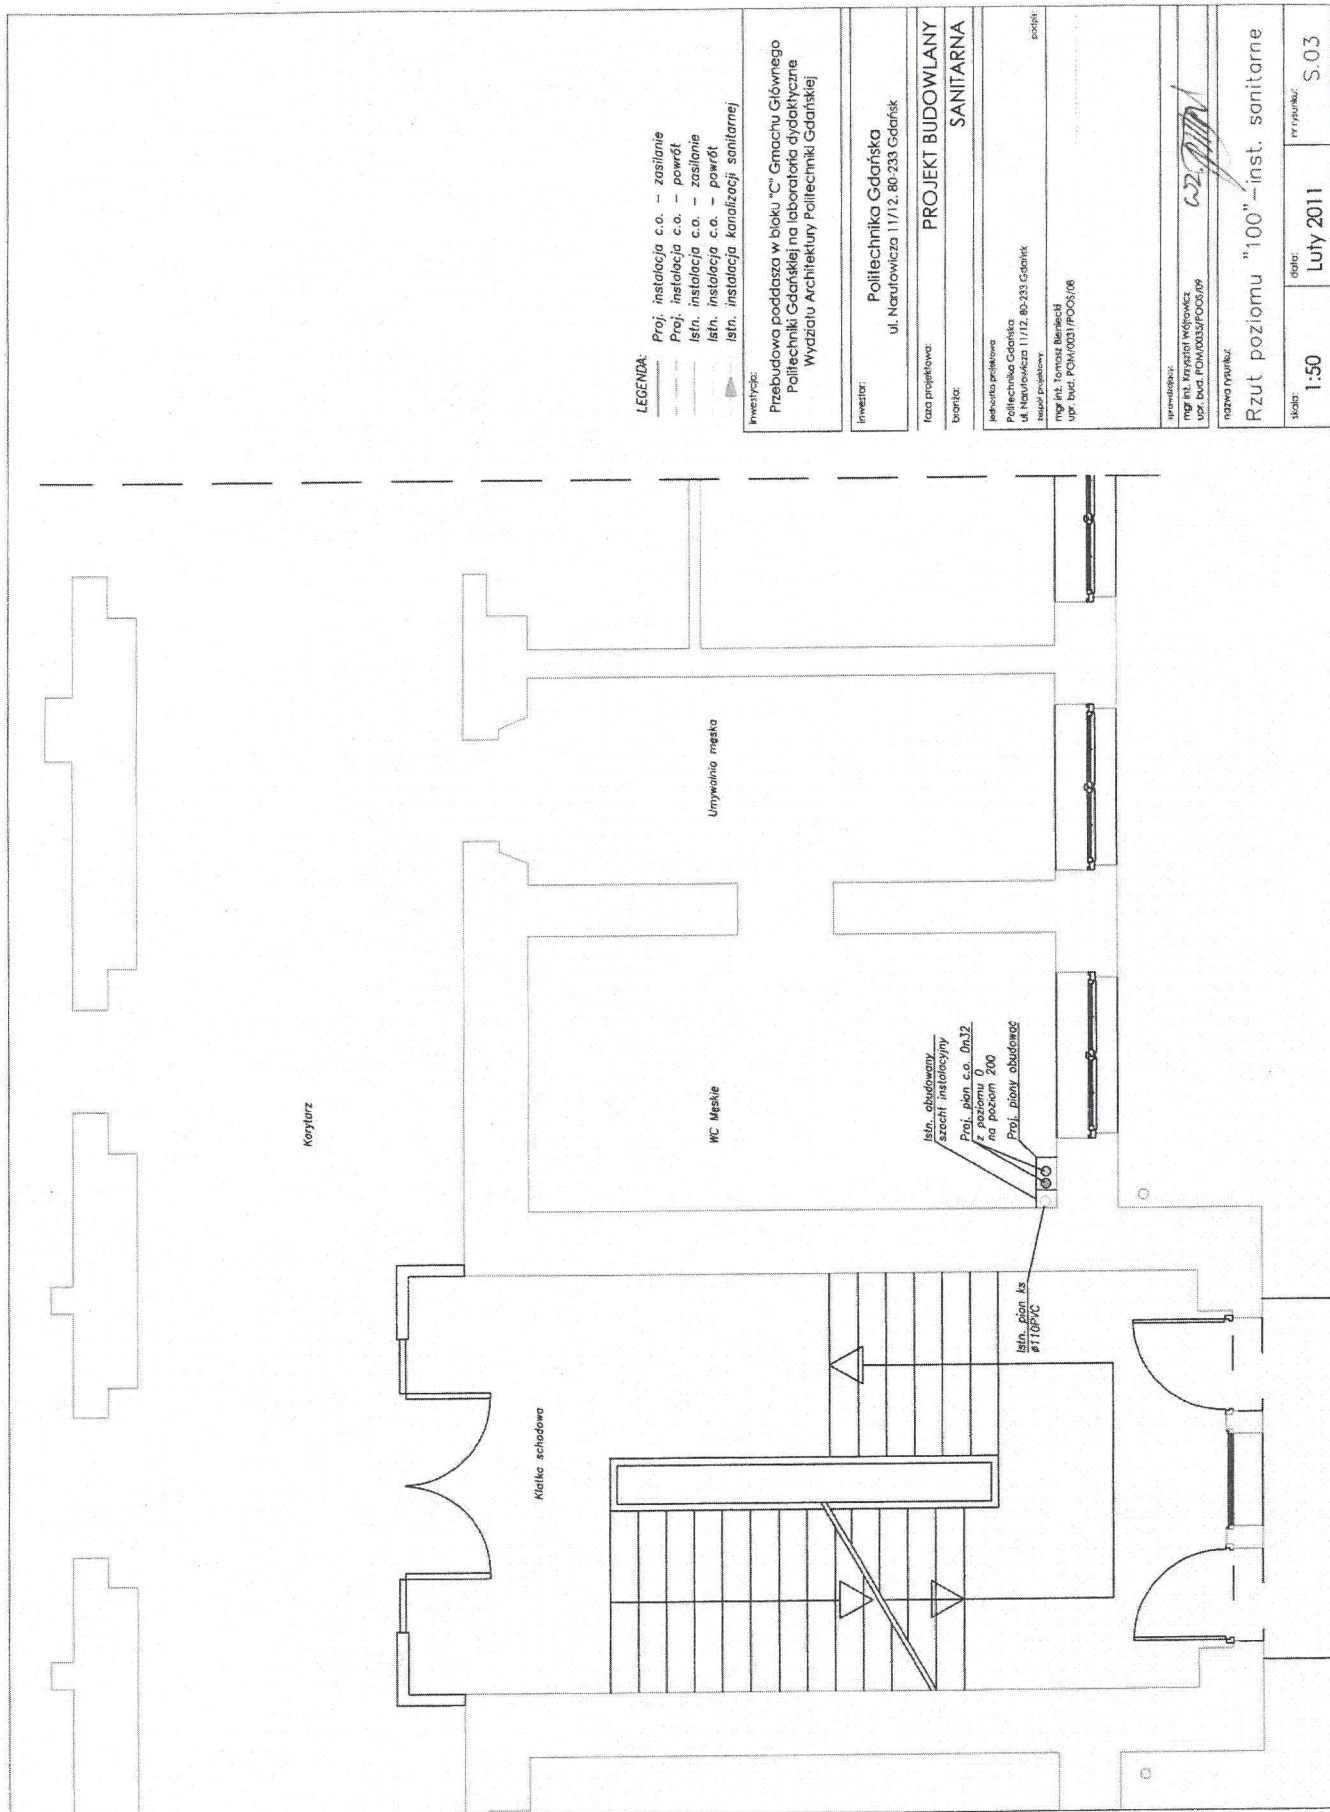 Korytarz
Klatka schodowa
WC Męskie
Umywalnia męska
Istn. pion ks
ø110PVC
Istn. obudowany
szacht instalacyjny
Proj. pion c.o. Dn32
z poziomu 0
na poziom 200
Proj. piony obudować
LEGENDA:
Proj. instalacja c.o. – zasilanie
Proj. instalacja c.o. – powrót
Istn. instalacja c.o. – zasilanie
Istn. instalacja c.o. – powrót
Istn. instalacja kanalizacji sanitarnej
inwestycja:
Przebudowa poddasza w bloku "C" Gmachu Głównego
Politechniki Gdańskiej na laboratoria dydaktyczne
Wydziału Architektury Politechniki Gdańskiej
inwestor:
Politechnika Gdańska
ul. Narutowicza 11/12, 80-233 Gdańsk
faza projektowa:
PROJEKT BUDOWLANY
branża:
SANITARNA
jednostka projektowa:
podpis:
Politechnika Gdańska
ul. Narutowicza 11/12, 80-233 Gdańsk
zespół projektowy:
mgr inż. Tomasz Bieniecki
upr. bud. POM/0031/POOS/08
sprawdzający:
mgr inż. Krzysztof Wójtowicz
upr. bud. POM/0035/POOS/09
nazwa rysunku:
Rzut poziomu "100"–inst. sanitarne
skala:
1:50
data:
Luty 2011
nr rysunku:
S.03